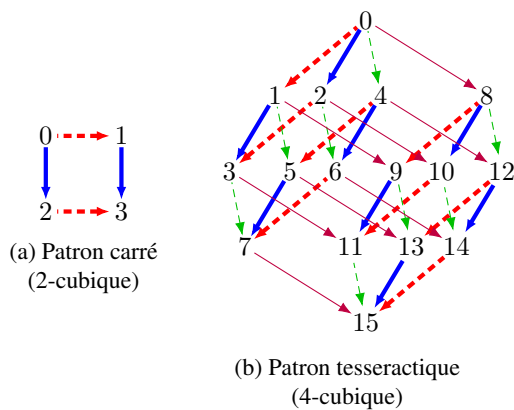 0
1 2 4 8
0 1
3 5 6 9 10 12
2 3
7 11 13 14
(a) Patron carré
(2-cubique)
15
(b) Patron tesseractique
(4-cubique)